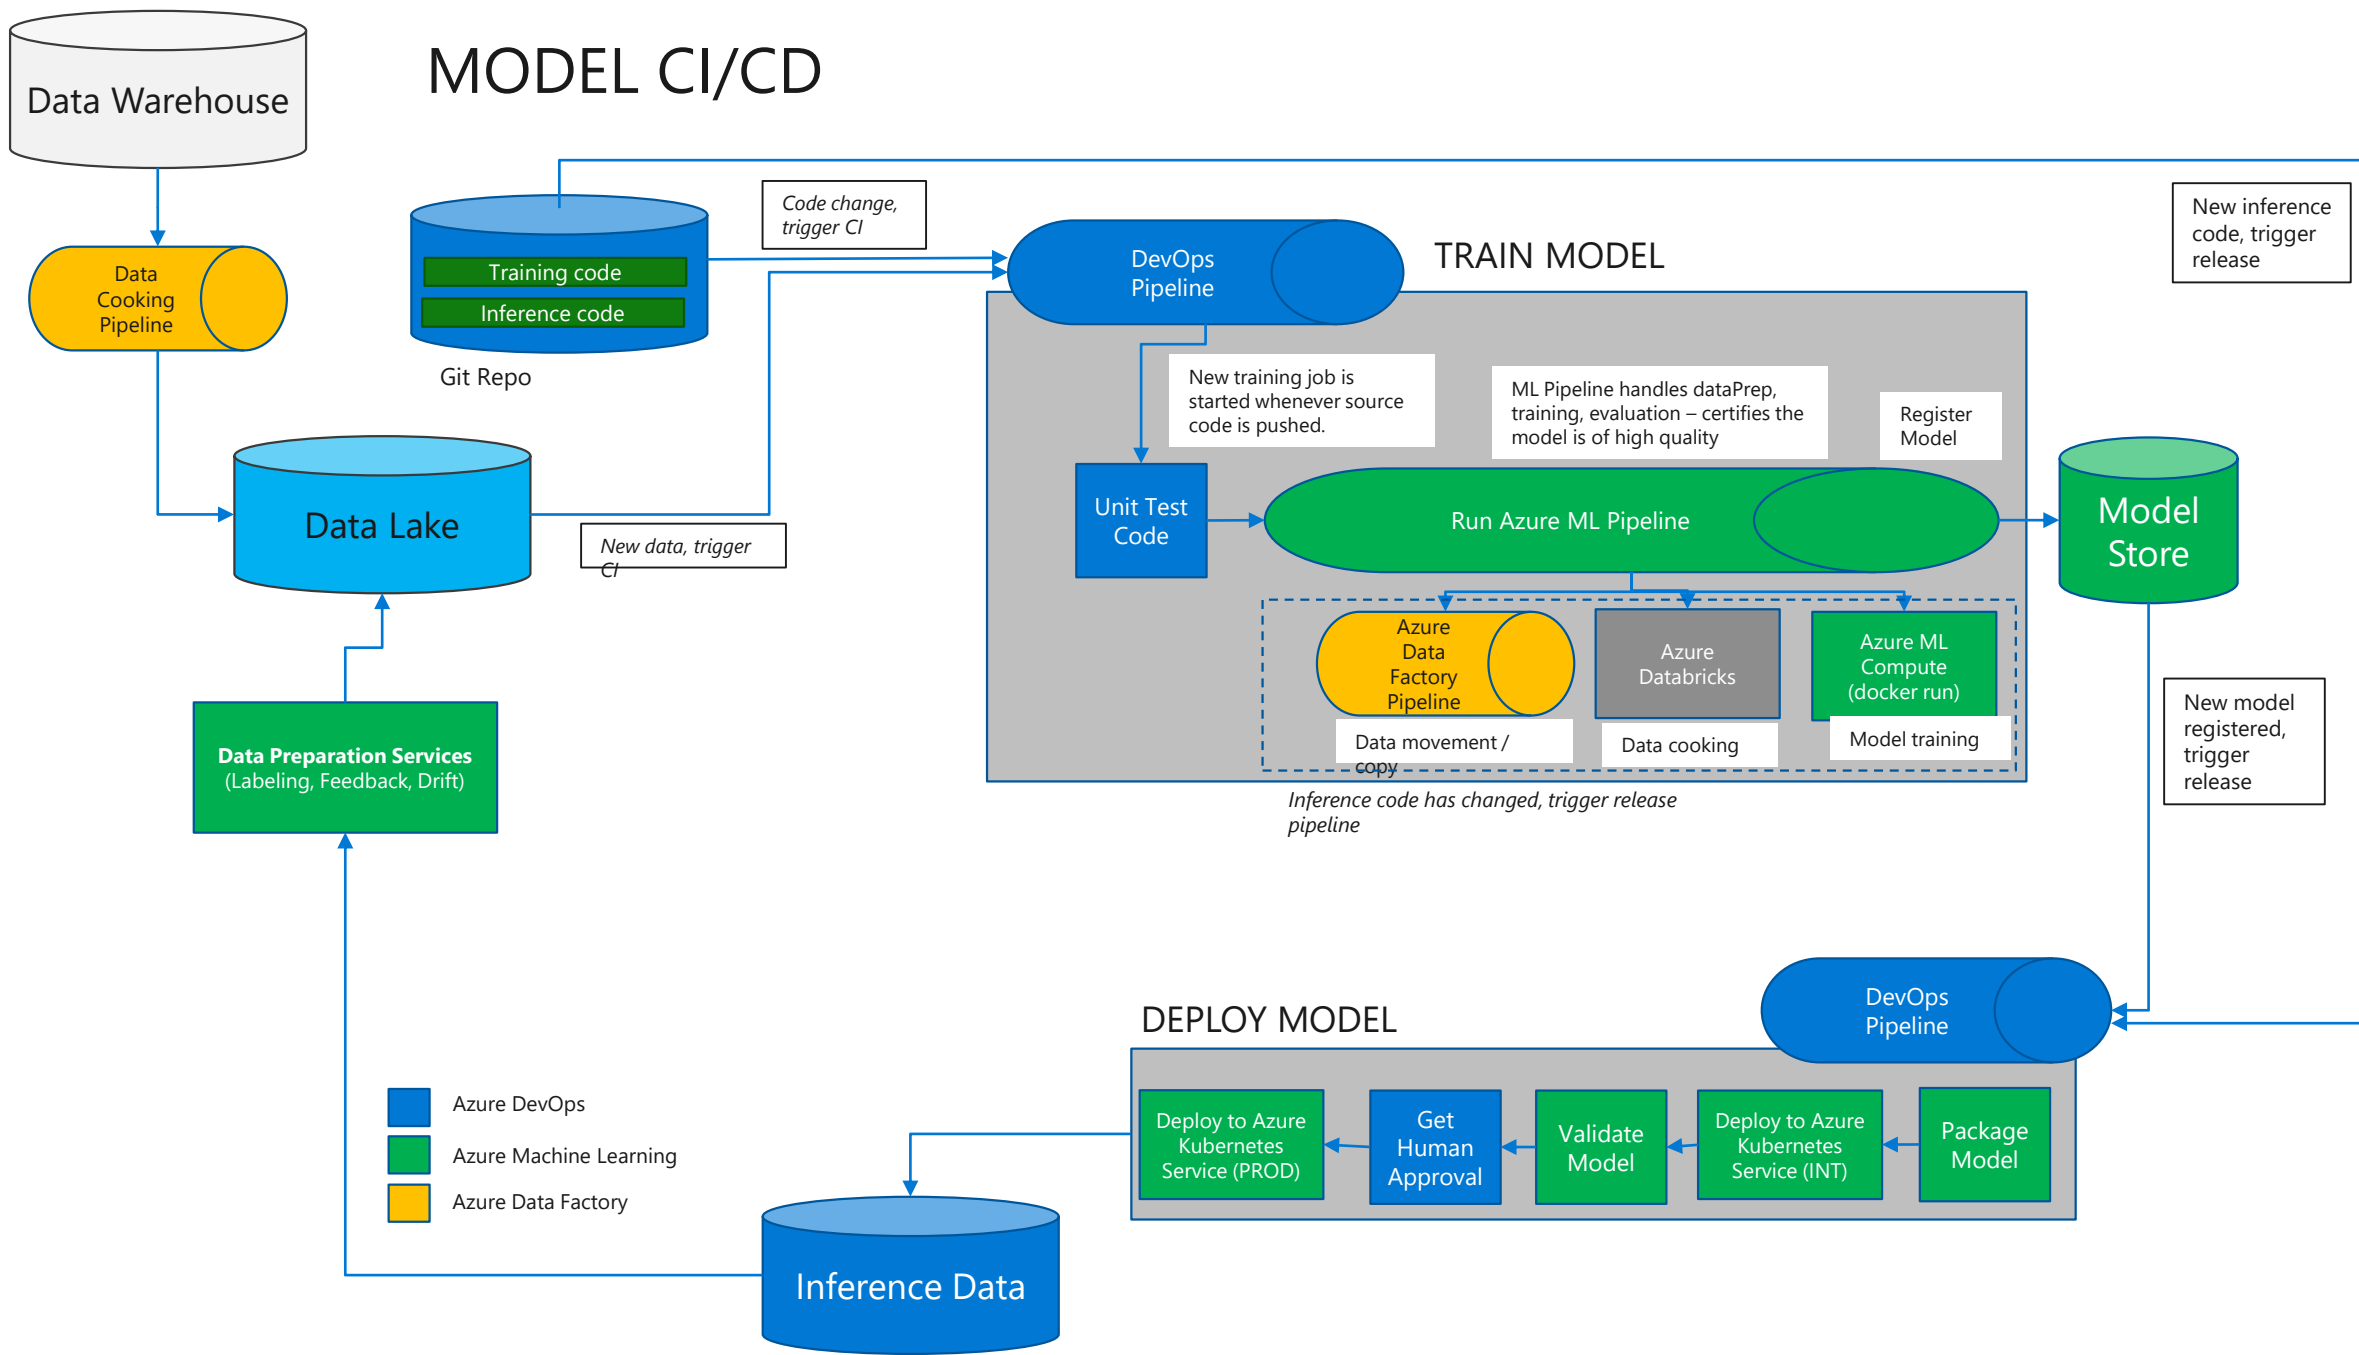 MODEL CI/CD
Data Warehouse
Data
Cooking
Pipeline
Training code
Inference code
Git Repo
Code change,
trigger CI
Data Lake
New data, trigger
CI
Data Preparation Services
(Labeling, Feedback, Drift)
DevOps
Pipeline
TRAIN MODEL
New training job is
started whenever source
code is pushed.
ML Pipeline handles dataPrep,
training, evaluation – certifies the
model is of high quality
Register
Model
Unit Test
Code
Run Azure ML Pipeline
Model
Store
Azure
Data
Factory
Pipeline
Azure
Databricks
Azure ML
Compute
(docker run)
Data movement /
copy
Data cooking
Model training
Inference code has changed, trigger release
pipeline
New inference
code, trigger
release
New model
registered,
trigger
release
DevOps
Pipeline
DEPLOY MODEL
Deploy to Azure
Kubernetes
Service (PROD)
Get
Human
Approval
Validate
Model
Deploy to Azure
Kubernetes
Service (INT)
Package
Model
Azure DevOps
Azure Machine Learning
Azure Data Factory
Inference Data